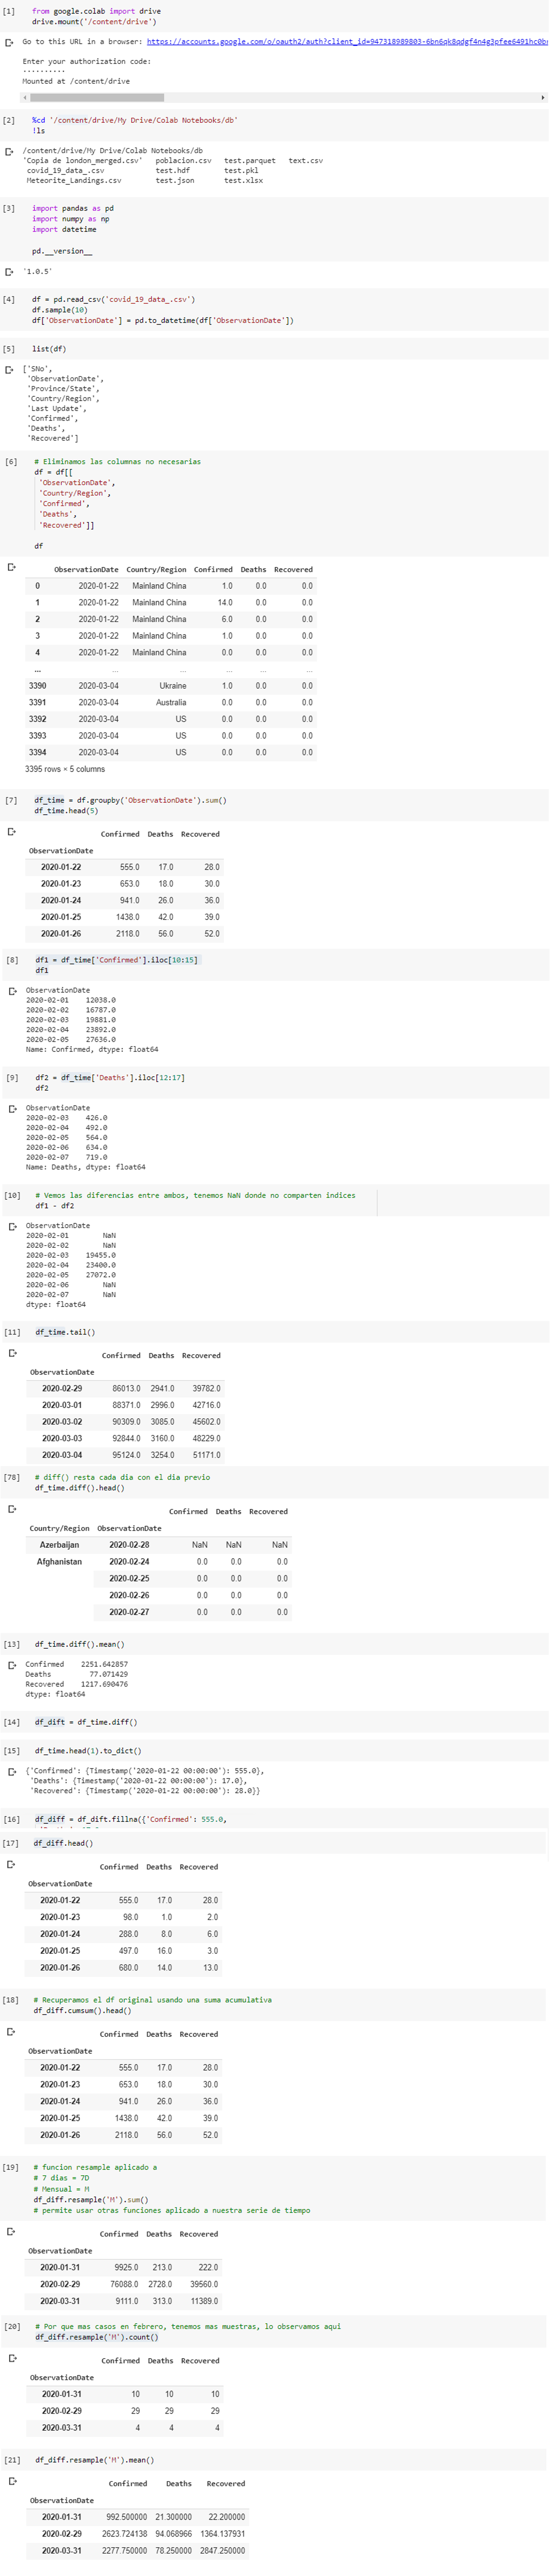 [1] from google.colab import drive
drive.mount('/content/drive')
Go to this URL in a browser: https://accounts.google.com/o/oauth2/auth?client_id=947318989803-6bn6qk8qdgf4n4g3pfee6491hc0br
Enter your authorization code:
··········
Mounted at /content/drive
[2] %cd '/content/drive/My Drive/Colab Notebooks/db'
!ls
/content/drive/My Drive/Colab Notebooks/db
'Copia de london_merged.csv' poblacion.csv test.parquet text.csv
covid_19_data_.csv test.hdf test.pkl
Meteorite_Landings.csv test.json test.xlsx
[3] import pandas as pd
import numpy as np
import datetime
pd.__version__
'1.0.5'
[4] df = pd.read_csv('covid_19_data_.csv')
df.sample(10)
df['ObservationDate'] = pd.to_datetime(df['ObservationDate'])
[5] list(df)
['SNo',
'ObservationDate',
'Province/State',
'Country/Region',
'Last Update',
'Confirmed',
'Deaths',
'Recovered']
[6] # Eliminamos las columnas no necesarias
df = df[[
'ObservationDate',
'Country/Region',
'Confirmed',
'Deaths',
'Recovered']]
df
ObservationDate Country/Region Confirmed Deaths Recovered
0 2020-01-22 Mainland China 1.0 0.0 0.0
1 2020-01-22 Mainland China 14.0 0.0 0.0
2 2020-01-22 Mainland China 6.0 0.0 0.0
3 2020-01-22 Mainland China 1.0 0.0 0.0
4 2020-01-22 Mainland China 0.0 0.0 0.0
... ... ... ... ... ...
3390 2020-03-04 Ukraine 1.0 0.0 0.0
3391 2020-03-04 Australia 0.0 0.0 0.0
3392 2020-03-04 US 0.0 0.0 0.0
3393 2020-03-04 US 0.0 0.0 0.0
3394 2020-03-04 US 0.0 0.0 0.0
3395 rows × 5 columns
[7] df_time = df.groupby('ObservationDate').sum()
df_time.head(5)
Confirmed Deaths Recovered
ObservationDate
2020-01-22 555.0 17.0 28.0
2020-01-23 653.0 18.0 30.0
2020-01-24 941.0 26.0 36.0
2020-01-25 1438.0 42.0 39.0
2020-01-26 2118.0 56.0 52.0
[8] df1 = df_time['Confirmed'].iloc[10:15]
df1
ObservationDate
2020-02-01 12038.0
2020-02-02 16787.0
2020-02-03 19881.0
2020-02-04 23892.0
2020-02-05 27636.0
Name: Confirmed, dtype: float64
[9] df2 = df_time['Deaths'].iloc[12:17]
df2
ObservationDate
2020-02-03 426.0
2020-02-04 492.0
2020-02-05 564.0
2020-02-06 634.0
2020-02-07 719.0
Name: Deaths, dtype: float64
[10] # Vemos las diferencias entre ambos, tenemos NaN donde no comparten indices
df1 - df2
ObservationDate
2020-02-01 NaN
2020-02-02 NaN
2020-02-03 19455.0
2020-02-04 23400.0
2020-02-05 27072.0
2020-02-06 NaN
2020-02-07 NaN
dtype: float64
[11] df_time.tail()
Confirmed Deaths Recovered
ObservationDate
2020-02-29 86013.0 2941.0 39782.0
2020-03-01 88371.0 2996.0 42716.0
2020-03-02 90309.0 3085.0 45602.0
2020-03-03 92844.0 3160.0 48229.0
2020-03-04 95124.0 3254.0 51171.0
[78] # diff() resta cada dia con el dia previo
df_time.diff().head()
Confirmed Deaths Recovered
Country/Region ObservationDate
Azerbaijan 2020-02-28 NaN NaN NaN
Afghanistan 2020-02-24 0.0 0.0 0.0
2020-02-25 0.0 0.0 0.0
2020-02-26 0.0 0.0 0.0
2020-02-27 0.0 0.0 0.0
[13] df_time.diff().mean()
Confirmed 2251.642857
Deaths 77.071429
Recovered 1217.690476
dtype: float64
[14] df_dift = df_time.diff()
[15] df_time.head(1).to_dict()
{'Confirmed': {Timestamp('2020-01-22 00:00:00'): 555.0},
'Deaths': {Timestamp('2020-01-22 00:00:00'): 17.0},
'Recovered': {Timestamp('2020-01-22 00:00:00'): 28.0}}
[16] df_diff = df_dift.fillna({'Confirmed': 555.0,
[17] df_diff.head()
Confirmed Deaths Recovered
ObservationDate
2020-01-22 555.0 17.0 28.0
2020-01-23 98.0 1.0 2.0
2020-01-24 288.0 8.0 6.0
2020-01-25 497.0 16.0 3.0
2020-01-26 680.0 14.0 13.0
[18] # Recuperamos el df original usando una suma acumulativa
df_diff.cumsum().head()
Confirmed Deaths Recovered
ObservationDate
2020-01-22 555.0 17.0 28.0
2020-01-23 653.0 18.0 30.0
2020-01-24 941.0 26.0 36.0
2020-01-25 1438.0 42.0 39.0
2020-01-26 2118.0 56.0 52.0
[19] # funcion resample aplicado a
# 7 dias = 7D
# Mensual = M
df_diff.resample('M').sum()
# permite usar otras funciones aplicado a nuestra serie de tiempo
Confirmed Deaths Recovered
ObservationDate
2020-01-31 9925.0 213.0 222.0
2020-02-29 76088.0 2728.0 39560.0
2020-03-31 9111.0 313.0 11389.0
[20] # Por que mas casos en febrero, tenemos mas muestras, lo observamos aqui
df_diff.resample('M').count()
Confirmed Deaths Recovered
ObservationDate
2020-01-31 10 10 10
2020-02-29 29 29 29
2020-03-31 4 4 4
[21] df_diff.resample('M').mean()
Confirmed Deaths Recovered
ObservationDate
2020-01-31 992.500000 21.300000 22.200000
2020-02-29 2623.724138 94.068966 1364.137931
2020-03-31 2277.750000 78.250000 2847.250000